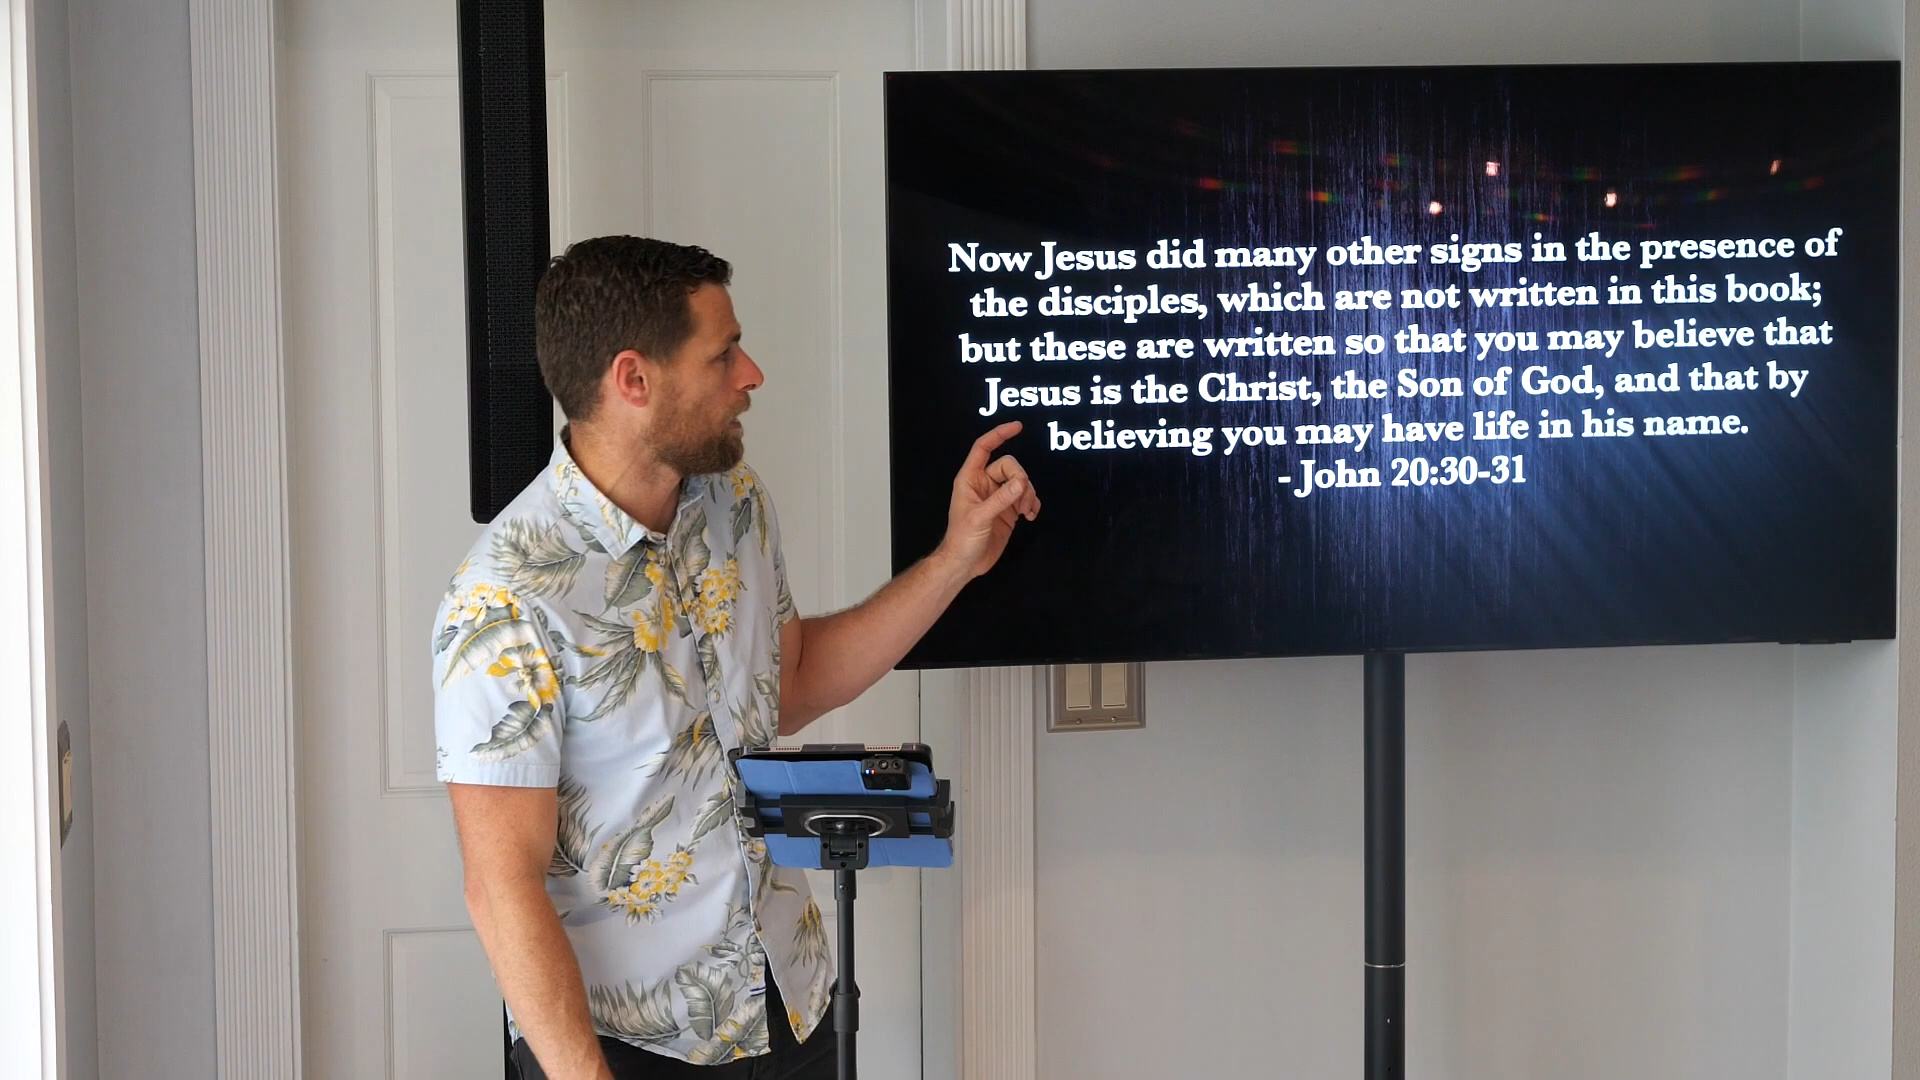 Now Jesus did many other signs in the presence of
the disciples, which are not written in this book;
but these are written so that you may believe that
Jesus is the Christ, the Son of God, and that by
believing you may have life in his name.
- John 20:30-31